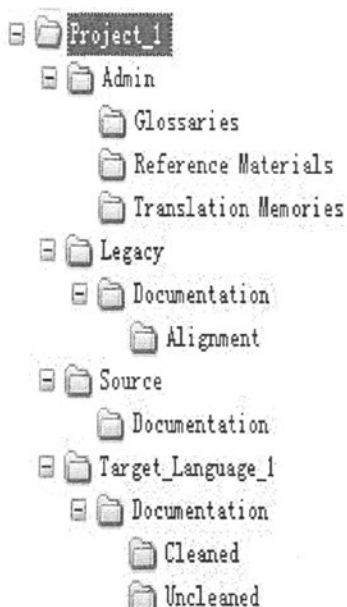 Project_1
Admin
Glossaries
Reference Materials
Translation Memories
Legacy
Documentation
Alignment
Source
Documentation
Target_Language_1
Documentation
Cleaned
Uncleaned